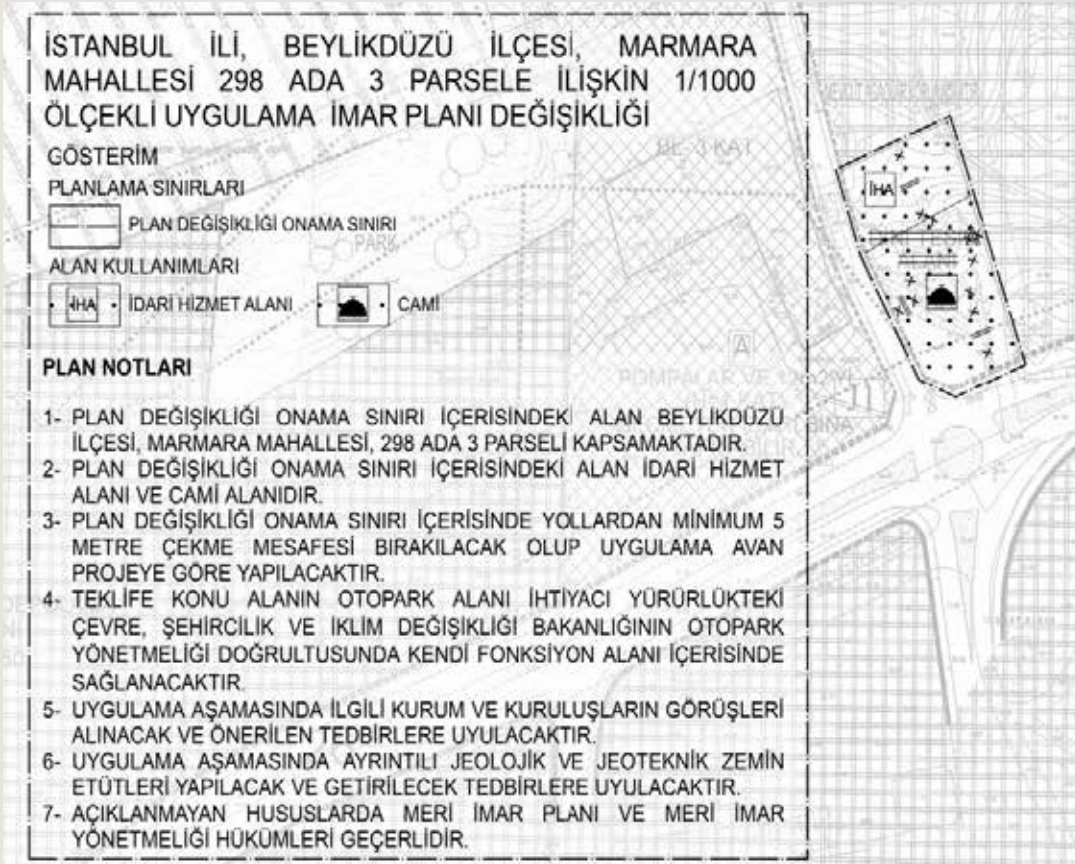 İSTANBUL İLİ, BEYLİKDÜZÜ İLÇESİ, MARMARA
MAHALLESİ 298 ADA 3 PARSELE İLİŞKİN 1/1000
ÖLÇEKLİ UYGULAMA İMAR PLANI DEĞİŞİKLİĞİ
GÖSTERİM
PLANLAMA SINIRLARI
PLAN DEĞİŞİKLİĞİ ONAMA SINIRI
ALAN KULLANIMLARI
İHA İDARİ HİZMET ALANI CAMİ
PLAN NOTLARI
1- PLAN DEĞİŞİKLİĞİ ONAMA SINIRI İÇERİSİNDEKİ ALAN BEYLİKDÜZÜ
İLÇESİ, MARMARA MAHALLESİ, 298 ADA 3 PARSELİ KAPSAMAKTADIR.
2- PLAN DEĞİŞİKLİĞİ ONAMA SINIRI İÇERİSİNDEKİ ALAN İDARİ HİZMET
ALANI VE CAMİ ALANIDIR.
3- PLAN DEĞİŞİKLİĞİ ONAMA SINIRI İÇERİSİNDE YOLLARDAN MİNİMUM 5
METRE ÇEKME MESAFESİ BIRAKILACAK OLUP UYGULAMA AVAN
PROJEYE GÖRE YAPILACAKTIR.
4- TEKLİFE KONU ALANIN OTOPARK ALANI İHTİYACI YÜRÜRLÜKTEKİ
ÇEVRE, ŞEHİRCİLİK VE İKLİM DEĞİŞİKLİĞİ BAKANLIĞININ OTOPARK
YÖNETMELİĞİ DOĞRULTUSUNDA KENDİ FONKSİYON ALANI İÇERİSİNDE
SAĞLANACAKTIR.
5- UYGULAMA AŞAMASINDA İLGİLİ KURUM VE KURULUŞLARIN GÖRÜŞLERİ
ALINACAK VE ÖNERİLEN TEDBİRLERE UYULACAKTIR.
6- UYGULAMA AŞAMASINDA AYRINTILI JEOLOJİK VE JEOTEKNİK ZEMİN
ETÜTLERİ YAPILACAK VE GETİRİLECEK TEDBİRLERE UYULACAKTIR.
7- AÇIKLANMAYAN HUSUSLARDA MERİ İMAR PLANI VE MERİ İMAR
YÖNETMELİĞİ HÜKÜMLERİ GEÇERLİDİR.
PARK
A
İHA